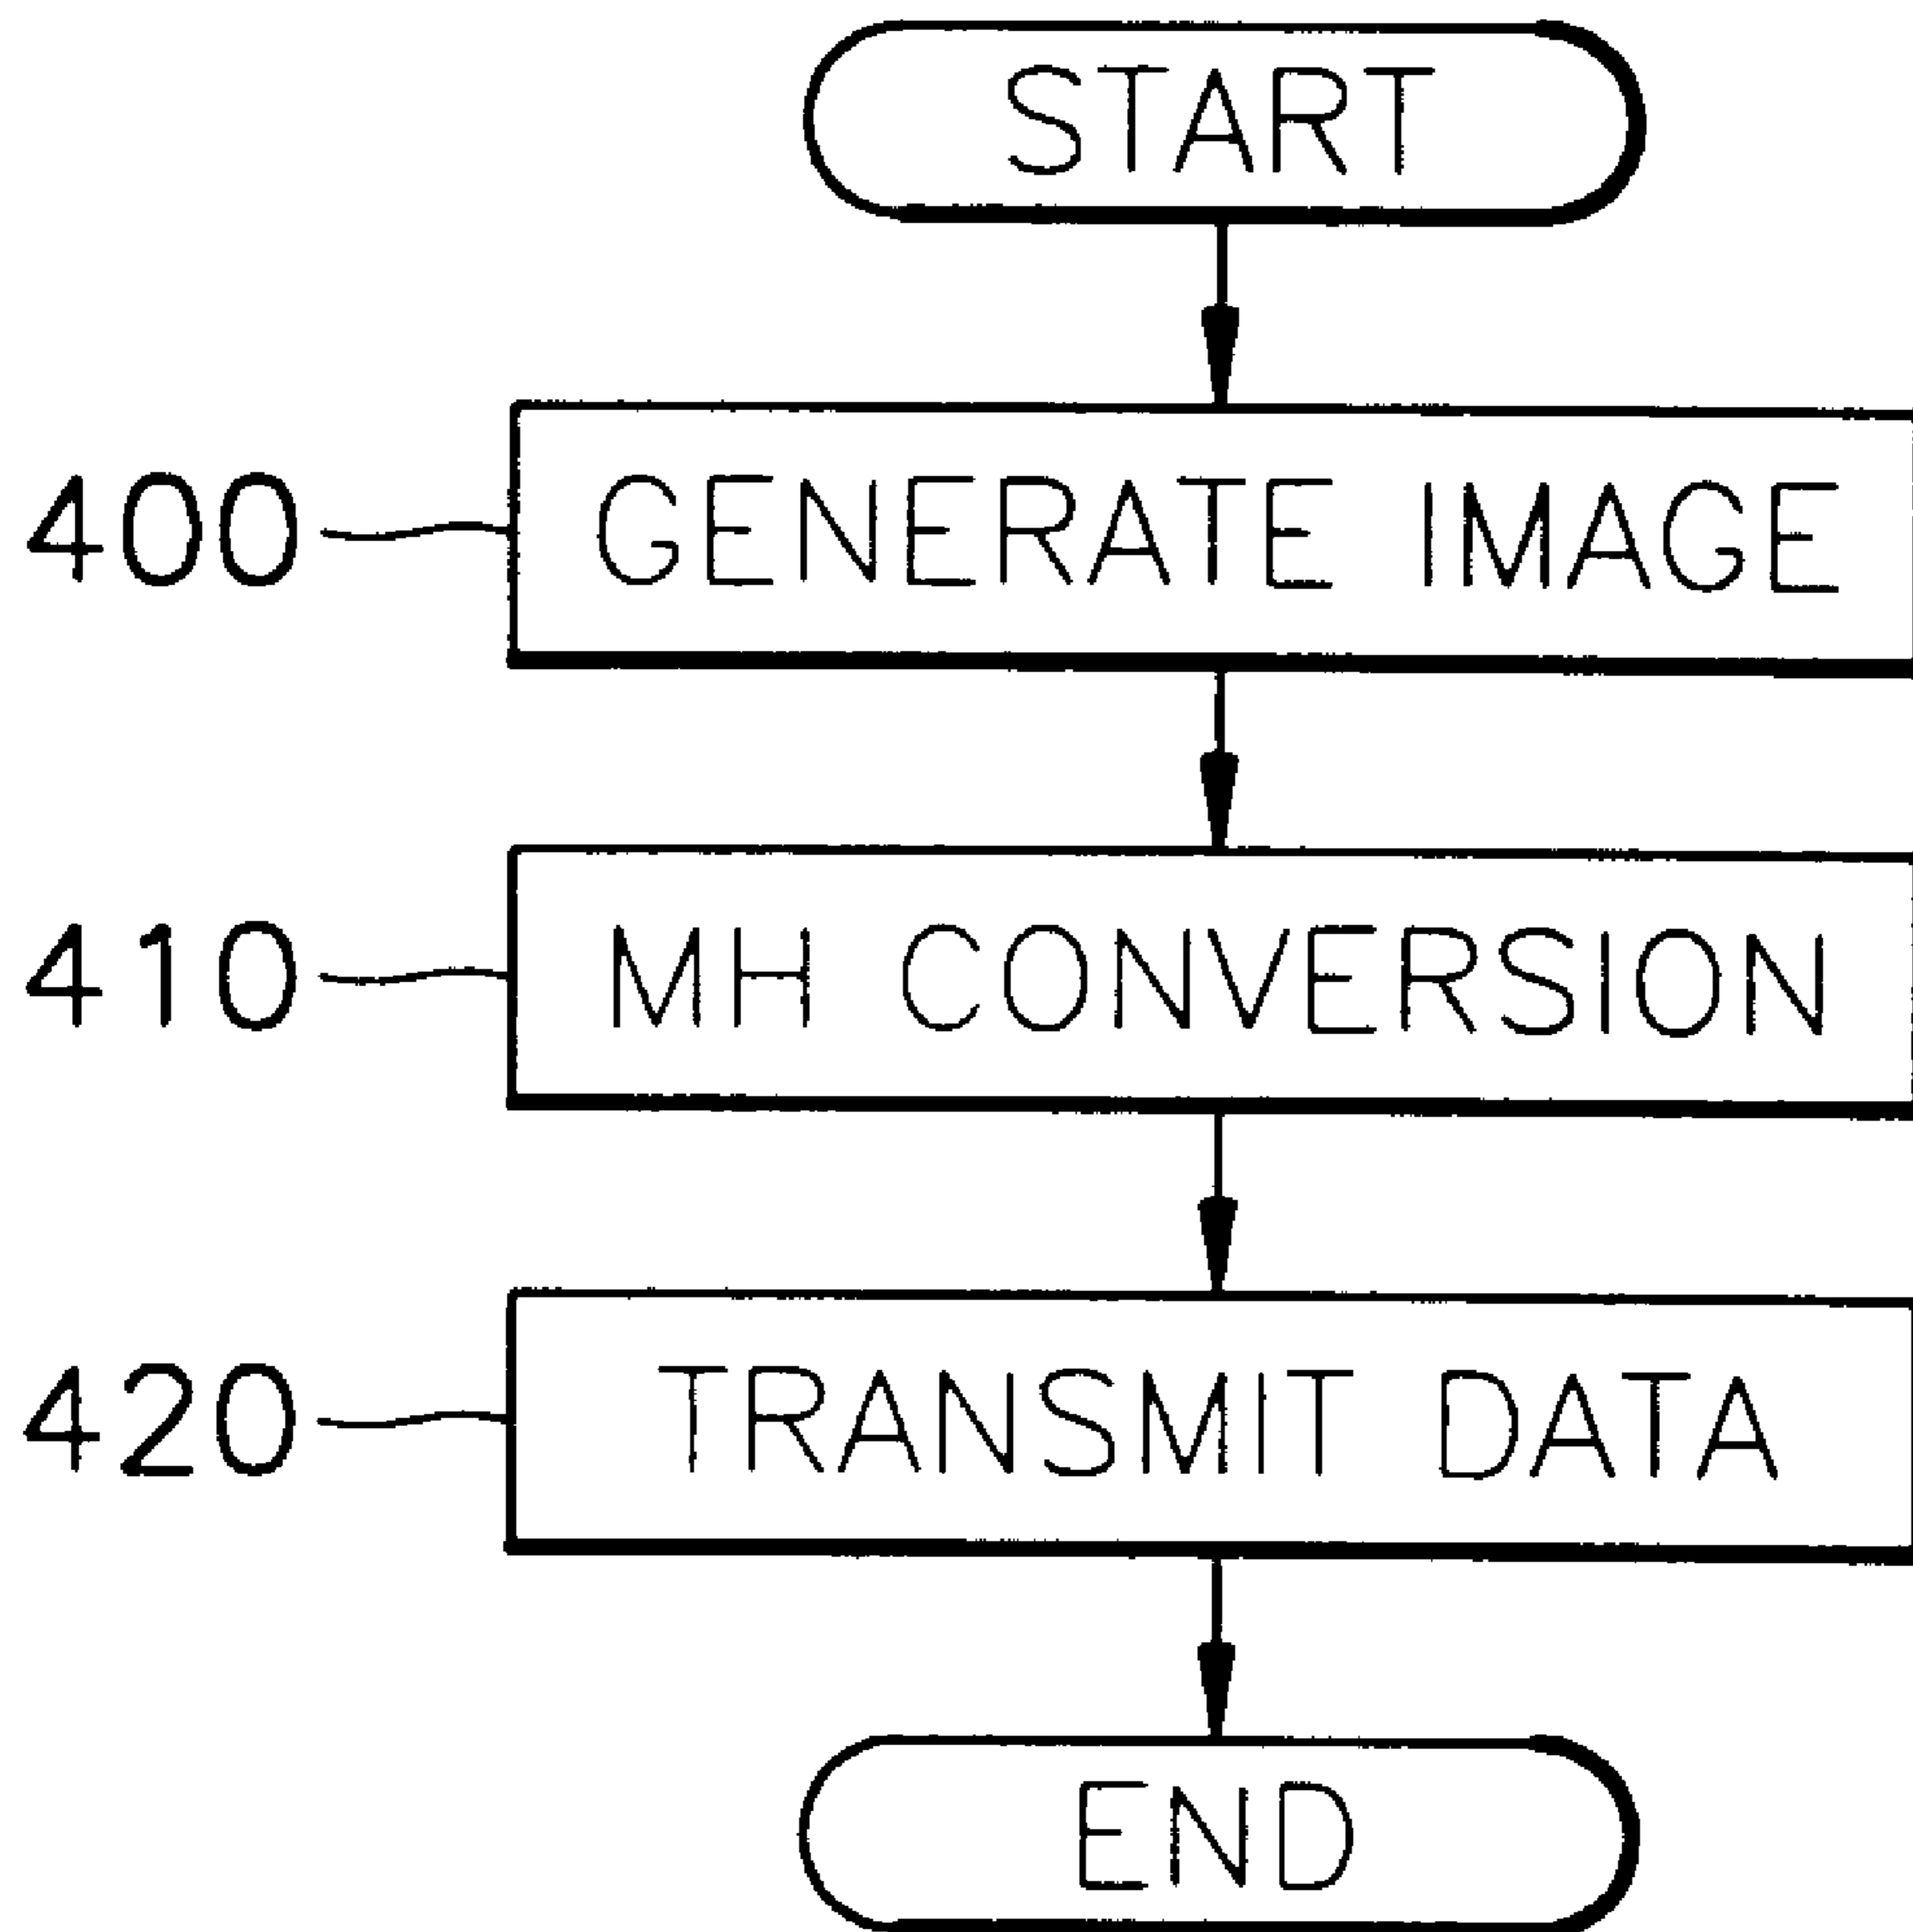 START
400 GENERATE IMAGE
410 MH CONVERSION
420 TRANSMIT DATA
END